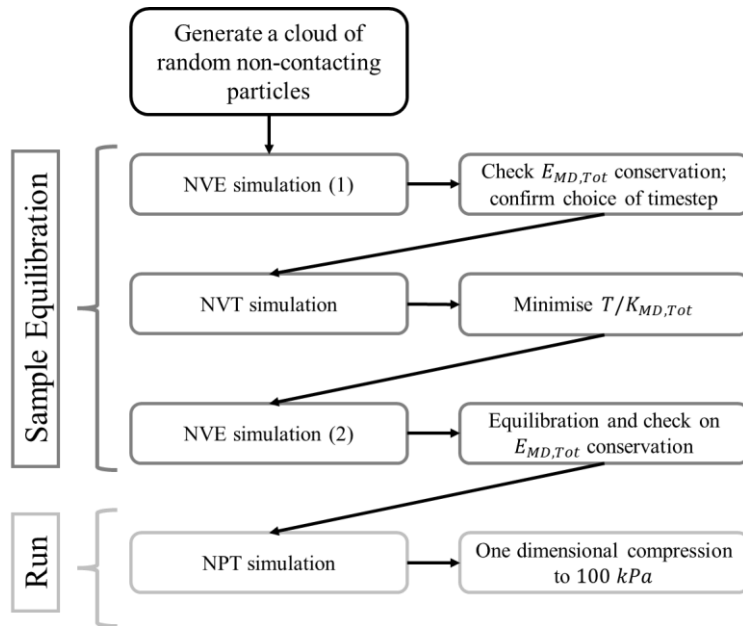 Generate a cloud of
random non-contacting
particles
Sample Equilibration
NVE simulation (1)
Check E_{MD,Tot} conservation;
confirm choice of timestep
NVT simulation
Minimise T/K_{MD,Tot}
NVE simulation (2)
Equilibration and check on
E_{MD,Tot} conservation
Run
NPT simulation
One dimensional compression
to 100 kPa